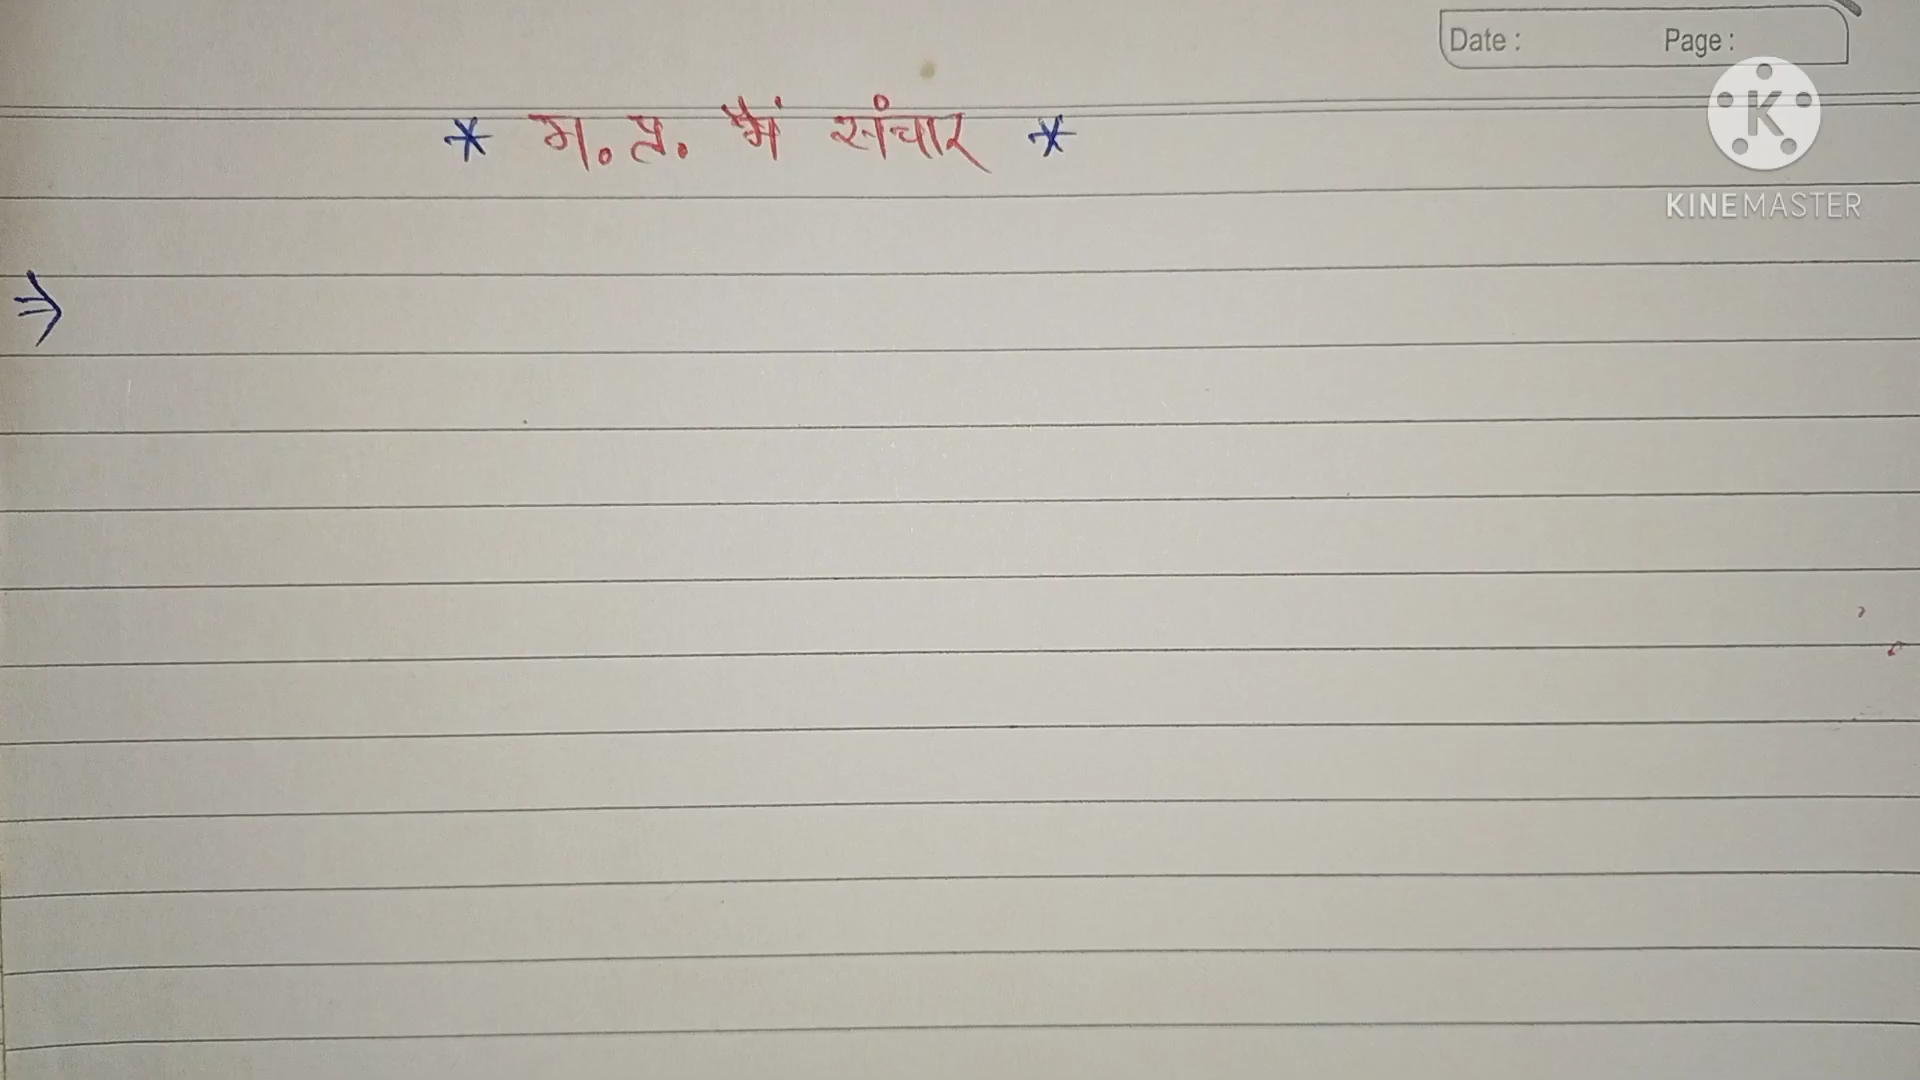 Date : Page :
K
KINEMASTER
* म. प्र. में संचार *
⇒